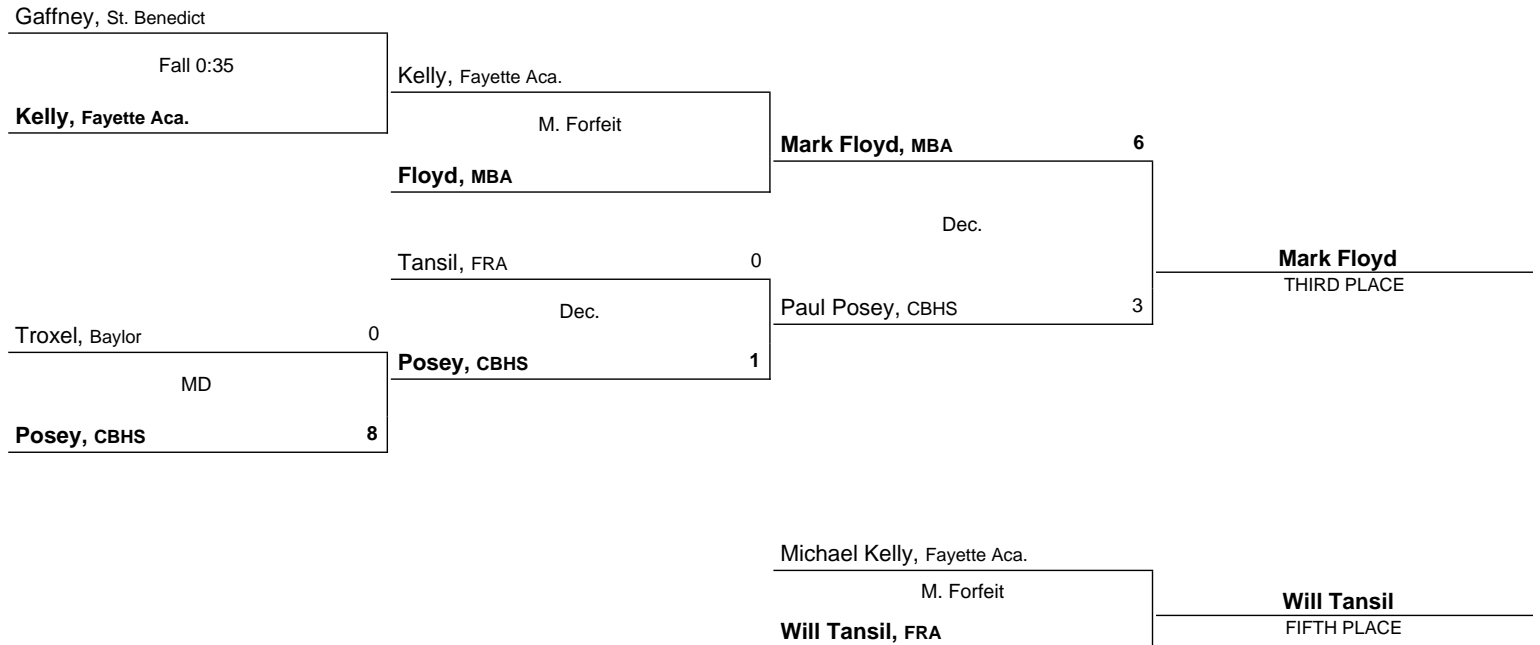 Gaffney, St. Benedict
Fall 0:35
Kelly, Fayette Aca.
Kelly, Fayette Aca.
M. Forfeit
Mark Floyd, MBA 6
Floyd, MBA
Dec.
Tansil, FRA 0
Mark Floyd
THIRD PLACE
Dec.
Paul Posey, CBHS 3
Troxel, Baylor 0
Posey, CBHS 1
MD
Posey, CBHS 8
Michael Kelly, Fayette Aca.
M. Forfeit
Will Tansil
Will Tansil, FRA
FIFTH PLACE